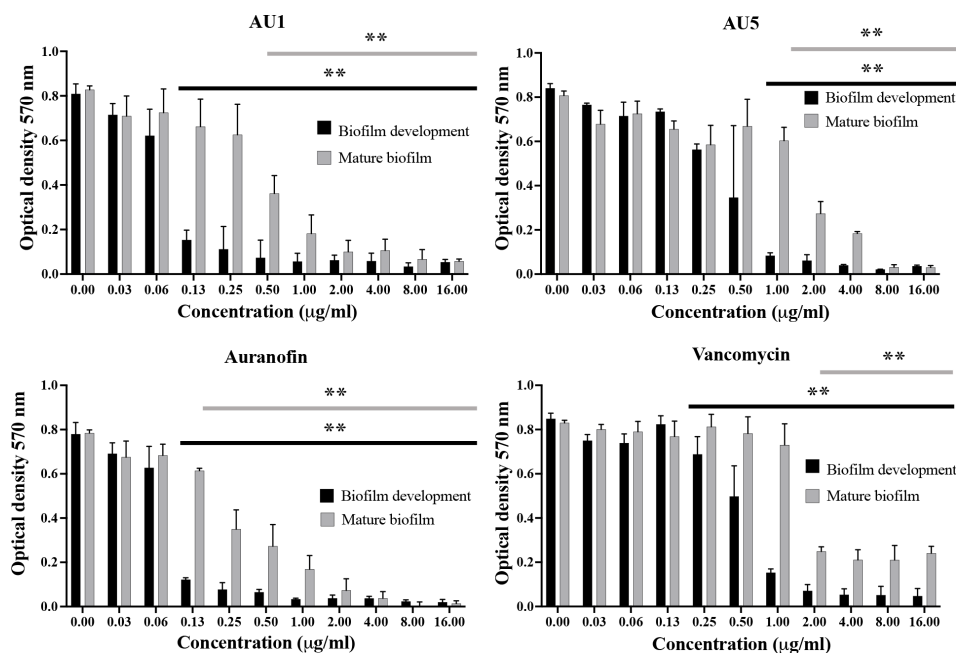 AU1
**
**
1.0
0.8
0.6
0.4
0.2
0.0
Optical density 570 nm
Biofilm development
Mature biofilm
0.00 0.03 0.06 0.13 0.25 0.50 1.00 2.00 4.00 8.00 16.00
Concentration (μg/ml)
AU5
**
**
1.0
0.8
0.6
0.4
0.2
0.0
Optical density 570 nm
Biofilm development
Mature biofilm
0.00 0.03 0.06 0.13 0.25 0.50 1.00 2.00 4.00 8.00 16.00
Concentration (μg/ml)
Auranofin
**
**
1.0
0.8
0.6
0.4
0.2
0.0
Optical density 570 nm
Biofilm development
Mature biofilm
0.00 0.03 0.06 0.13 0.25 0.50 1.00 2.00 4.00 8.00 16.00
Concentration (μg/ml)
Vancomycin
**
**
1.0
0.8
0.6
0.4
0.2
0.0
Optical density 570 nm
Biofilm development
Mature biofilm
0.00 0.03 0.06 0.13 0.25 0.50 1.00 2.00 4.00 8.00 16.00
Concentration (μg/ml)